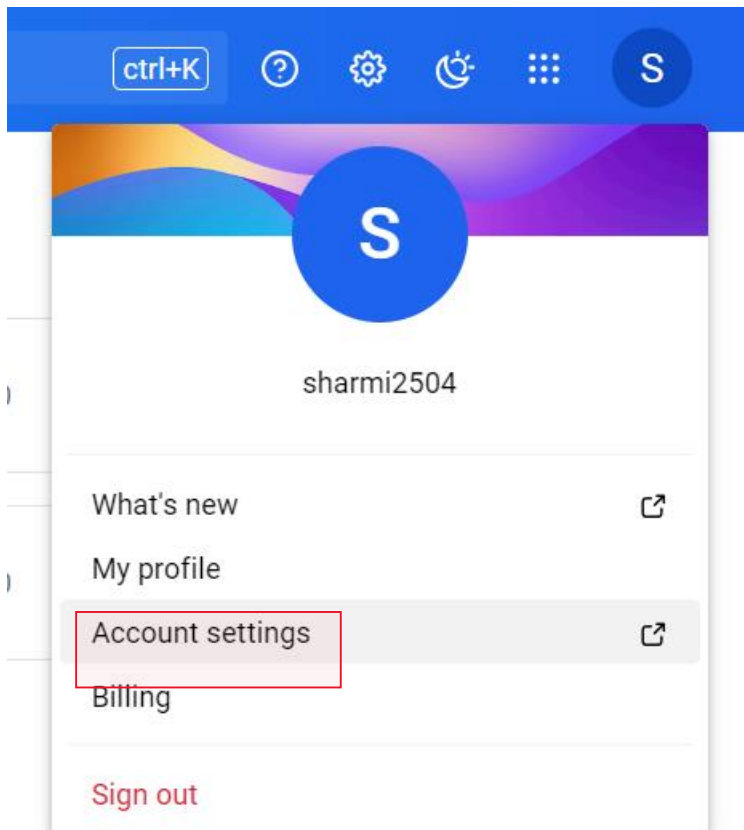 ctrl+K
S
S
sharmi2504
What's new
My profile
Account settings
Billing
Sign out